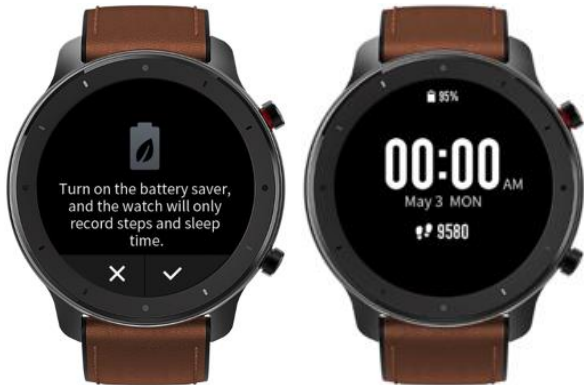 Turn on the battery saver,
and the watch will only
record steps and sleep
time.
95%
00:00 AM
May 3 MON
9580